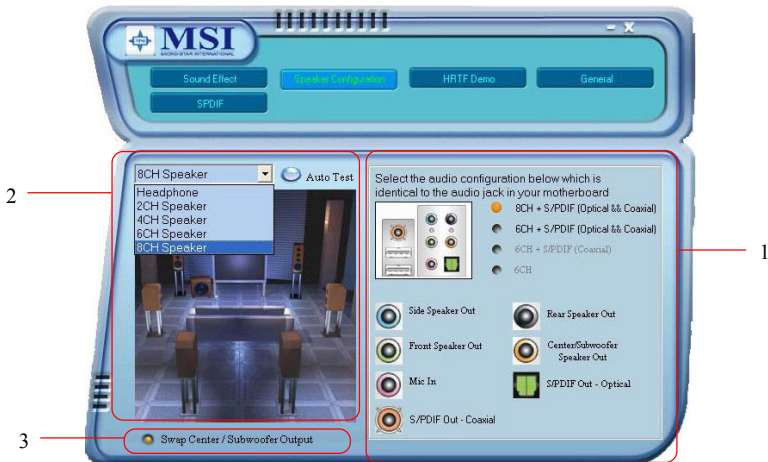 MSI
MICRO-STAR INTERNATIONAL
Sound Effect
Speaker Configuration
HRTF Demo
General
SPDIF
2
8CH Speaker
Auto Test
Headphone
2CH Speaker
4CH Speaker
6CH Speaker
8CH Speaker
Select the audio configuration below which is
identical to the audio jack in your motherboard
8CH + S/PDIF (Optical && Coaxial)
6CH + S/PDIF (Optical && Coaxial)
6CH + S/PDIF (Coaxial)
6CH
1
Side Speaker Out
Rear Speaker Out
Front Speaker Out
Center/Subwoofer
Speaker Out
Mic In
S/PDIF Out - Optical
S/PDIF Out - Coaxial
3
Swap Center / Subwoofer Output